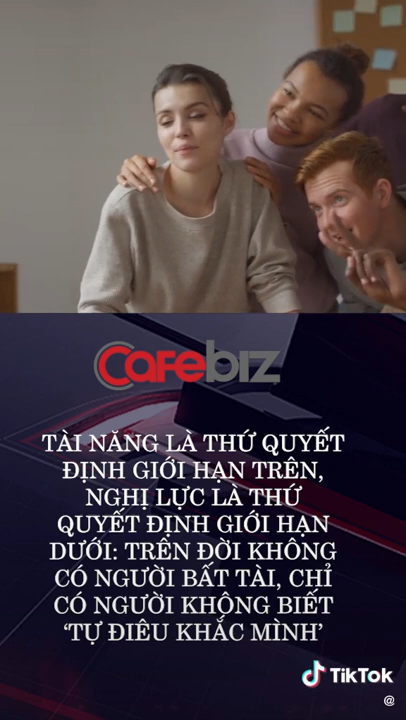 Cafebiz
TÀI NĂNG LÀ THỨ QUYẾT
ĐỊNH GIỚI HẠN TRÊN,
NGHỊ LỰC LÀ THỨ
QUYẾT ĐỊNH GIỚI HẠN
DƯỚI: TRÊN ĐỜI KHÔNG
CÓ NGƯỜI BẤT TÀI, CHỈ
CÓ NGƯỜI KHÔNG BIẾT
‘TỰ ĐIÊU KHẮC MÌNH’
TikTok
@